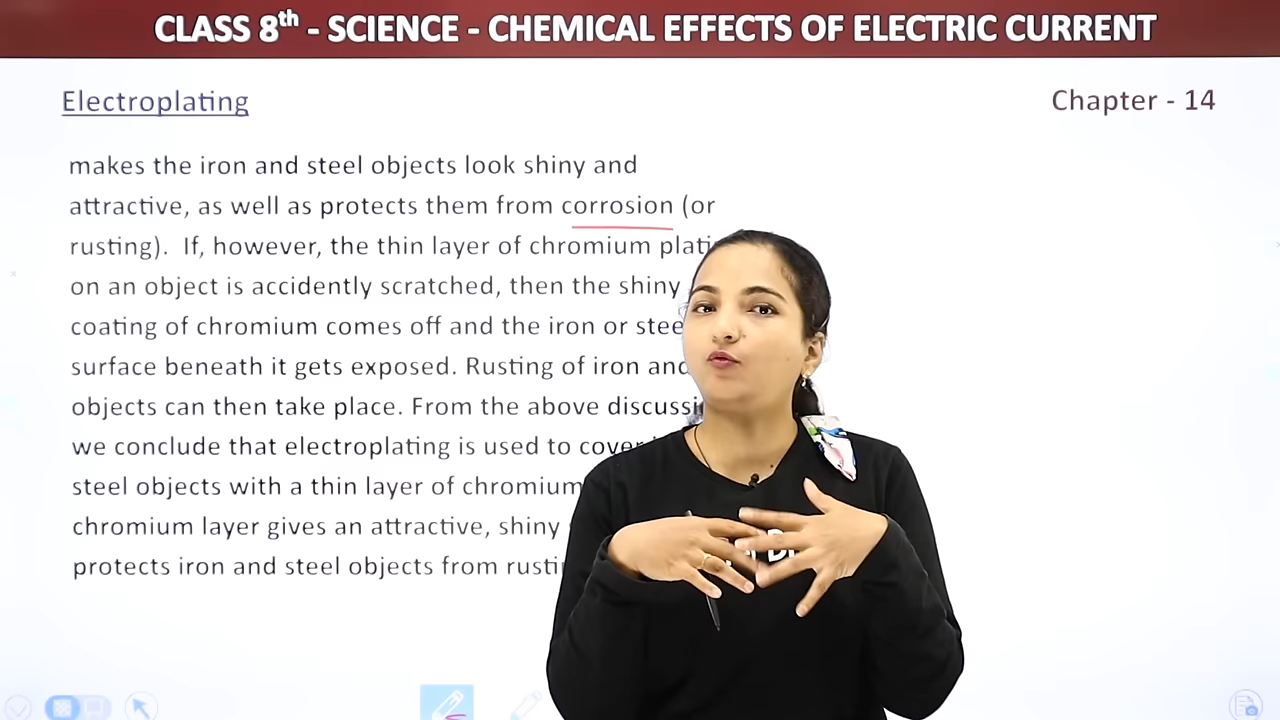 CLASS 8th - SCIENCE - CHEMICAL EFFECTS OF ELECTRIC CURRENT
Electroplating
Chapter - 14
makes the iron and steel objects look shiny and
attractive, as well as protects them from corrosion (or
rusting). If, however, the thin layer of chromium
on an object is accidently scratched, then the shiny
coating of chromium comes off and the iron or
surface beneath it gets exposed. Rusting of iron and
objects can then take place. From the above
we conclude that electroplating is used to cover
steel objects with a thin layer of chromium
chromium layer gives an attractive, shiny
protects iron and steel objects from